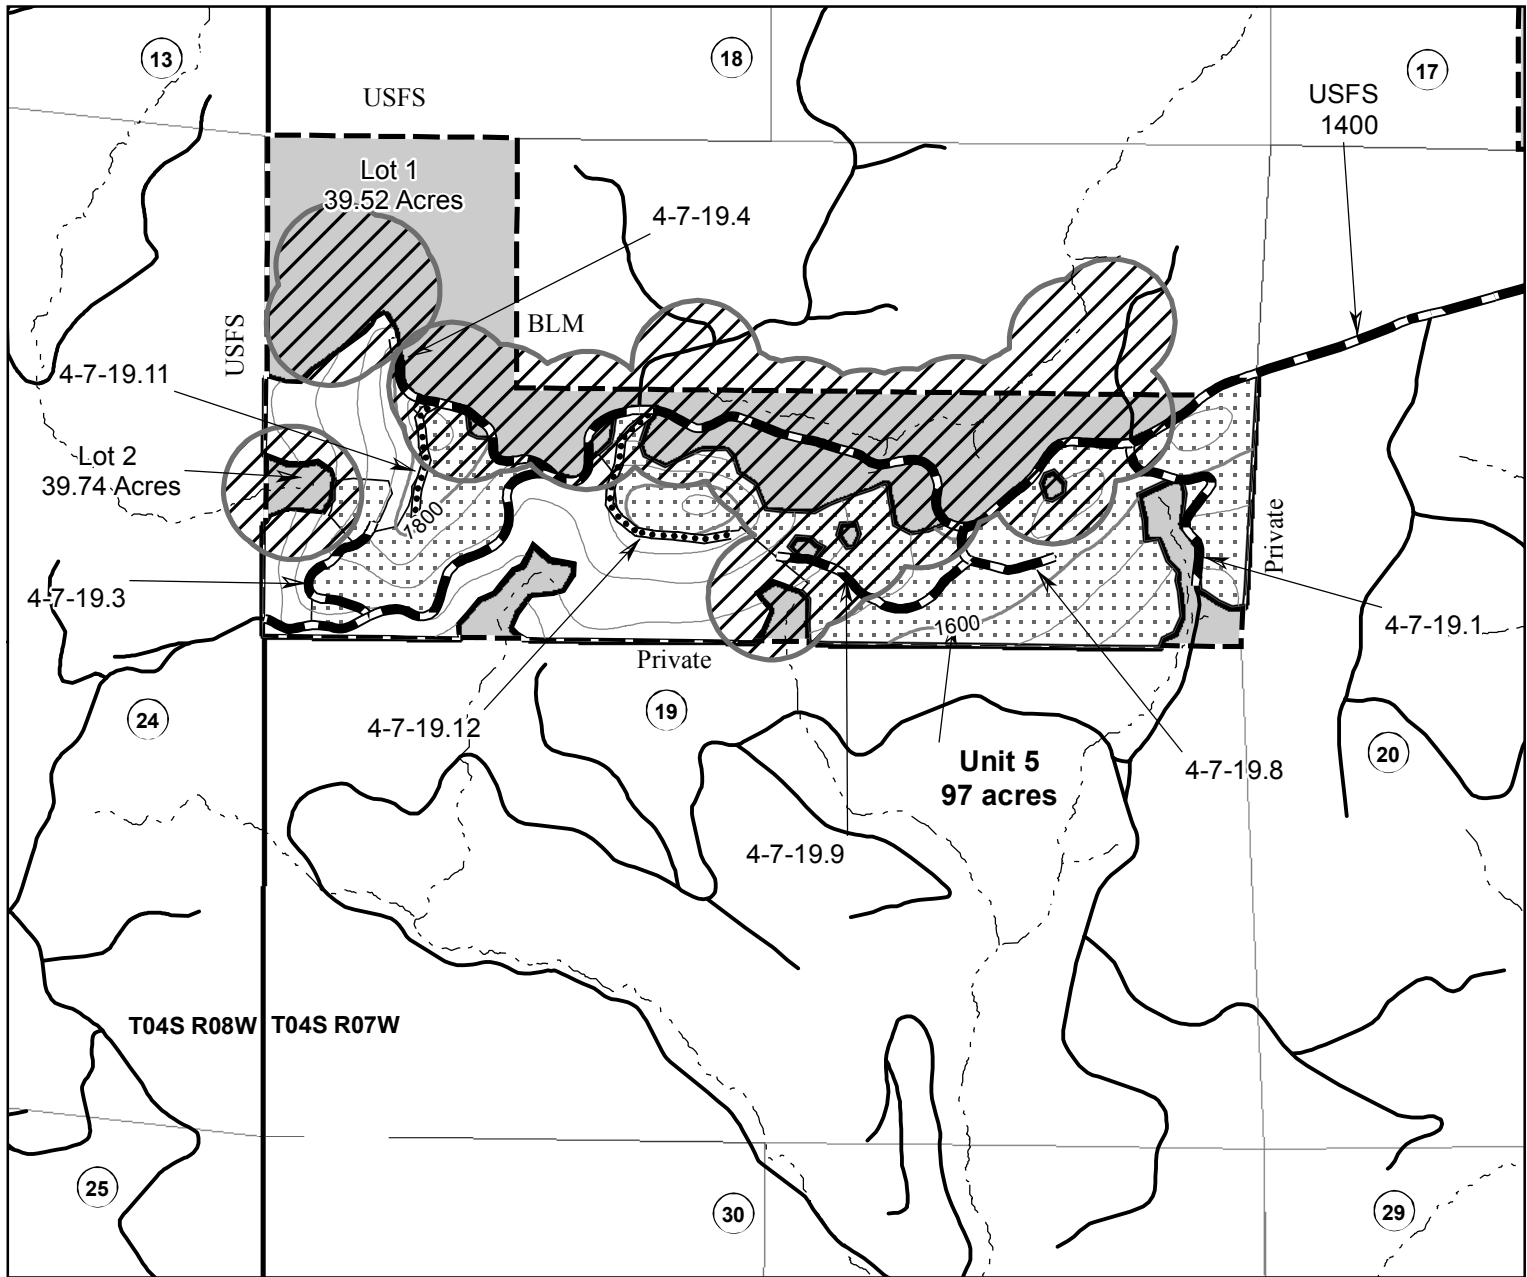 13
18
17
USFS
USFS
1400
Lot 1
39.52 Acres
4-7-19.4
USFS
BLM
4-7-19.11
Lot 2
39.74 Acres
1800
Private
4-7-19.3
1600
4-7-19.1
Private
24
19
4-7-19.12
20
Unit 5
97 acres
4-7-19.8
4-7-19.9
T04S R08W
T04S R07W
25
30
29